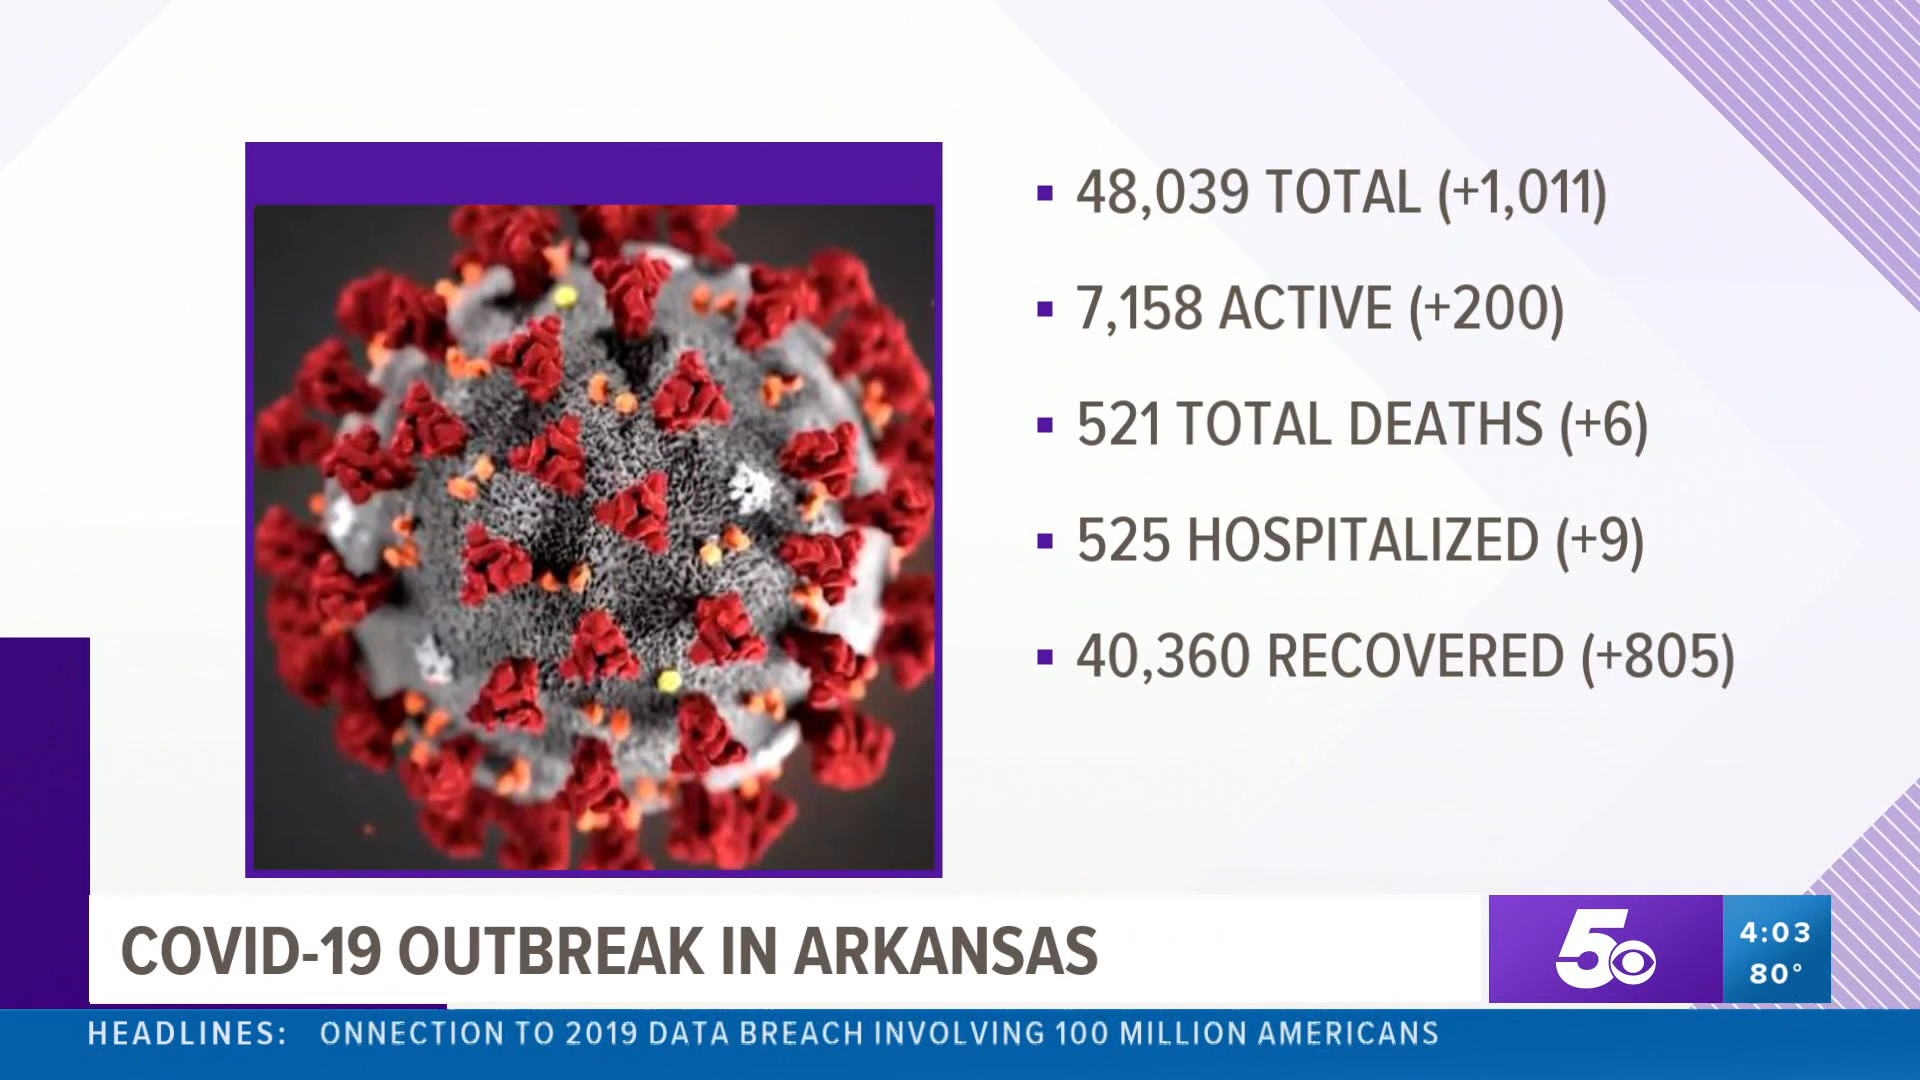 48,039 TOTAL (+1,011)
7,158 ACTIVE (+200)
521 TOTAL DEATHS (+6)
525 HOSPITALIZED (+9)
40,360 RECOVERED (+805)
COVID-19 OUTBREAK IN ARKANSAS
5
4:03
80°
HEADLINES: ONNECTION TO 2019 DATA BREACH INVOLVING 100 MILLION AMERICANS